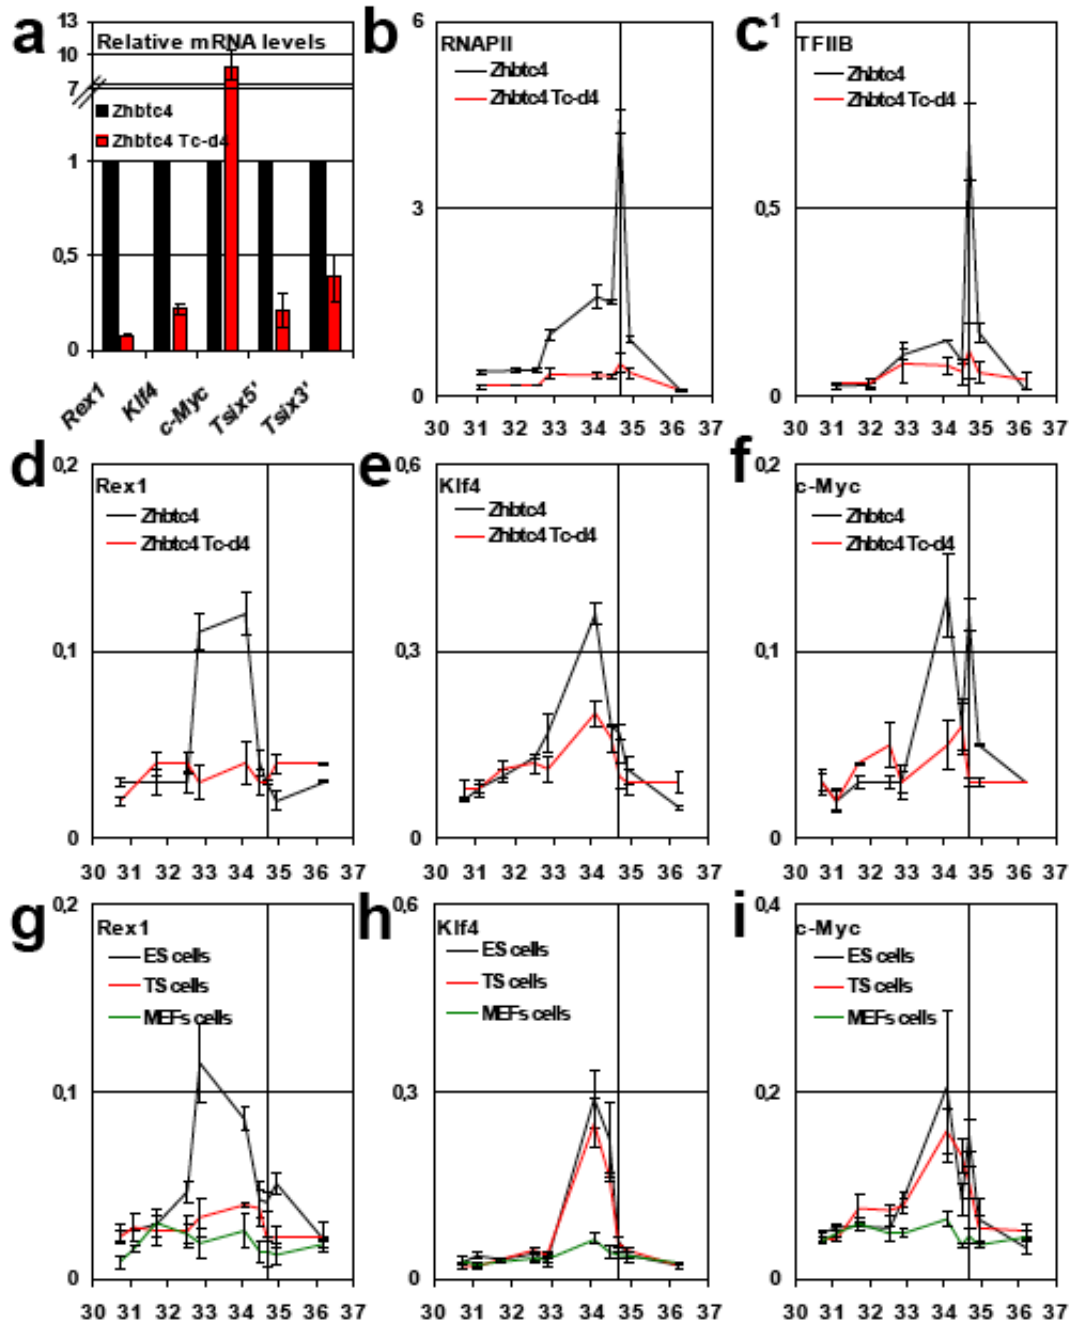 a
13
Relative mRNA levels
10
7
Zhbtc4
Zhbtc4 Tc-d4
1
0,5
0
Rex1
Klf4
c-Myc
Tsix5'
Tsix3'
b
6
RNAPII
Zhbtc4
Zhbtc4 Tc-d4
3
0
30 31 32 33 34 35 36 37
c
1
TFIIB
Zhbtc4
Zhbtc4 Tc-d4
0,5
0
30 31 32 33 34 35 36 37
d
0,2
Rex1
Zhbtc4
Zhbtc4 Tc-d4
0,1
0
30 31 32 33 34 35 36 37
e
0,6
Klf4
Zhbtc4
Zhbtc4 Tc-d4
0,3
0
30 31 32 33 34 35 36 37
f
0,2
c-Myc
Zhbtc4
Zhbtc4 Tc-d4
0,1
0
30 31 32 33 34 35 36 37
g
0,2
Rex1
ES cells
TS cells
MEFs cells
0,1
0
30 31 32 33 34 35 36 37
h
0,6
Klf4
ES cells
TS cells
MEFs cells
0,3
0
30 31 32 33 34 35 36 37
i
0,4
c-Myc
ES cells
TS cells
MEFs cells
0,2
0
30 31 32 33 34 35 36 37